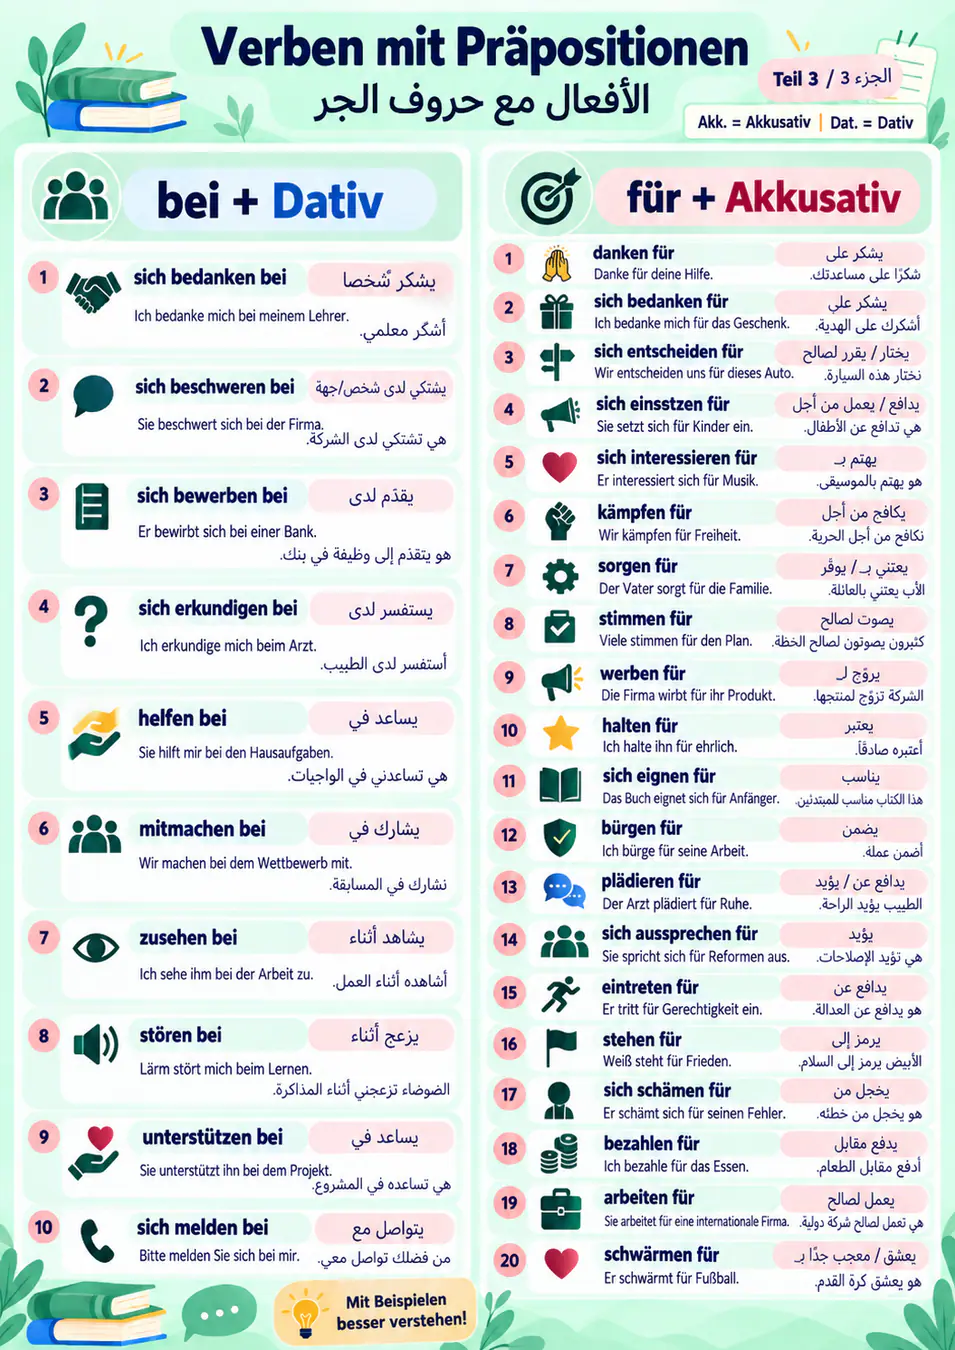 Verben mit Präpositionen
الأفعال مع حروف الجر
Teil 3 / الجزء 3
Akk. = Akkusativ | Dat. = Dativ
bei + Dativ
1
sich bedanken bei
يشكر شخصا
Ich bedanke mich bei meinem Lehrer.
أشكر معلمي.
2
sich beschweren bei
يشتكي لدى شخص/جهة
Sie beschwert sich bei der Firma.
هي تشتكي لدى الشركة.
3
sich bewerben bei
يقدّم لدى
Er bewirbt sich bei einer Bank.
هو يتقدّم إلى وظيفة في بنك.
4
sich erkundigen bei
يستفسر لدى
Ich erkundige mich beim Arzt.
أستفسر لدى الطبيب.
5
helfen bei
يساعد في
Sie hilft mir bei den Hausaufgaben.
هي تساعدني في الواجبات.
6
mitmachen bei
يشارك في
Wir machen bei dem Wettbewerb mit.
نشارك في المسابقة.
7
zusehen bei
يشاهد أثناء
Ich sehe ihm bei der Arbeit zu.
أشاهده أثناء العمل.
8
stören bei
يزعج أثناء
Lärm stört mich beim Lernen.
الضوضاء تزعجني أثناء المذاكرة.
9
unterstützen bei
يساعد في
Sie unterstützt ihn bei dem Projekt.
هي تساعده في المشروع.
10
sich melden bei
يتواصل مع
Bitte melden Sie sich bei mir.
من فضلك تواصل معي.
Mit Beispielen
besser verstehen!
für + Akkusativ
1
danken für
يشكر على
Danke für deine Hilfe.
شكرًا على مساعدتك.
2
sich bedanken für
يشكر على
Ich bedanke mich für das Geschenk.
أشكرك على الهدية.
3
sich entscheiden für
يختار / يقرر لصالح
Wir entscheiden uns für dieses Auto.
نختار هذه السيارة.
4
sich einsstzen für
يدافع / يعمل من أجل
Sie setzt sich für Kinder ein.
هي تدافع عن الأطفال.
5
sich interessieren für
يهتم بـ
Er interessiert sich für Musik.
هو يهتم بالموسيقى.
6
kämpfen für
يكافح من أجل
Wir kämpfen für Freiheit.
نكافح من أجل الحرية.
7
sorgen für
يعتني بـ / يوفّر
Der Vater sorgt für die Familie.
الأب يعتني بالعائلة.
8
stimmen für
يصوت لصالح
Viele stimmen für den Plan.
كثيرون يصوتون لصالح الخظة.
9
werben für
يروّج لـ
Die Firma wirbt für ihr Produkt.
الشركة تروّج لمنتجها.
10
halten für
يعتبر
Ich halte ihn für ehrlich.
أعتبره صادقًا.
11
sich eignen für
يناسب
Das Buch eignet sich für Anfänger.
هذا الكتاب مناسب للمبتدئين.
12
bürgen für
يضمن
Ich bürge für seine Arbeit.
أضمن عملة.
13
plädieren für
يدافع عن / يؤيد
Der Arzt plädiert für Ruhe.
الطبيب يؤيد الراحة.
14
sich aussprechen für
يؤيد
Sie spricht sich für Reformen aus.
هي تؤيد الإصلاحات.
15
eintreten für
يدافع عن
Er tritt für Gerechtigkeit ein.
هو يدافع عن العدالة.
16
stehen für
يرمز إلى
Weiß steht für Frieden.
الأبيض يرمز إلى السلام.
17
sich schämen für
يخجل من
Er schämt sich für seinen Fehler.
هو يخجل من خطئه.
18
bezahlen für
يدفع مقابل
Ich bezahle für das Essen.
أدفع مقابل الطعام.
19
arbeiten für
يعمل لصالح
Sie arbeitet für eine internationale Firma.
هي تعمل لصالح شركة دولية.
20
schwärmen für
يعشق / معجب جدًا بـ
Er schwärmt für Fußball.
هو يعشق كرة القدم.